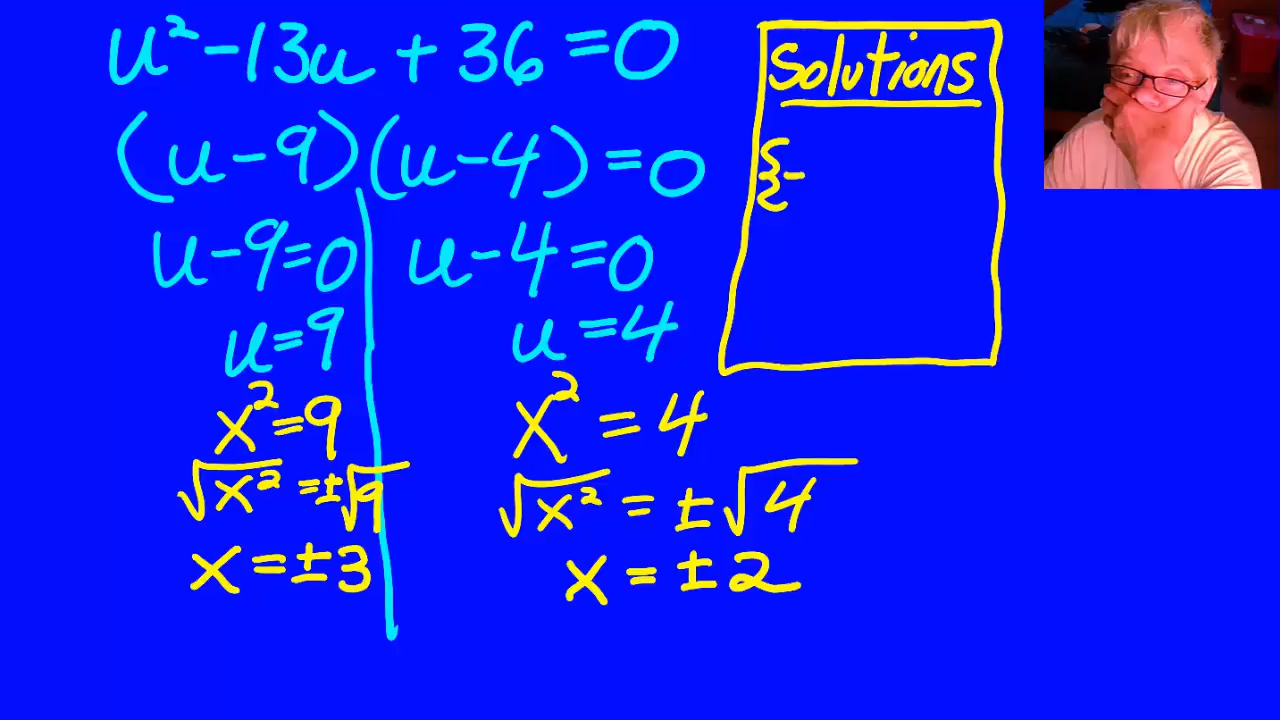 u² -13u + 36 = 0
(u-9)(u-4) = 0
u-9=0 u-4=0
u=9 u=4
x²=9 x² = 4
√x² = ±√9 √x² = ±√4
x = ±3 x = ±2
Solutions
{-